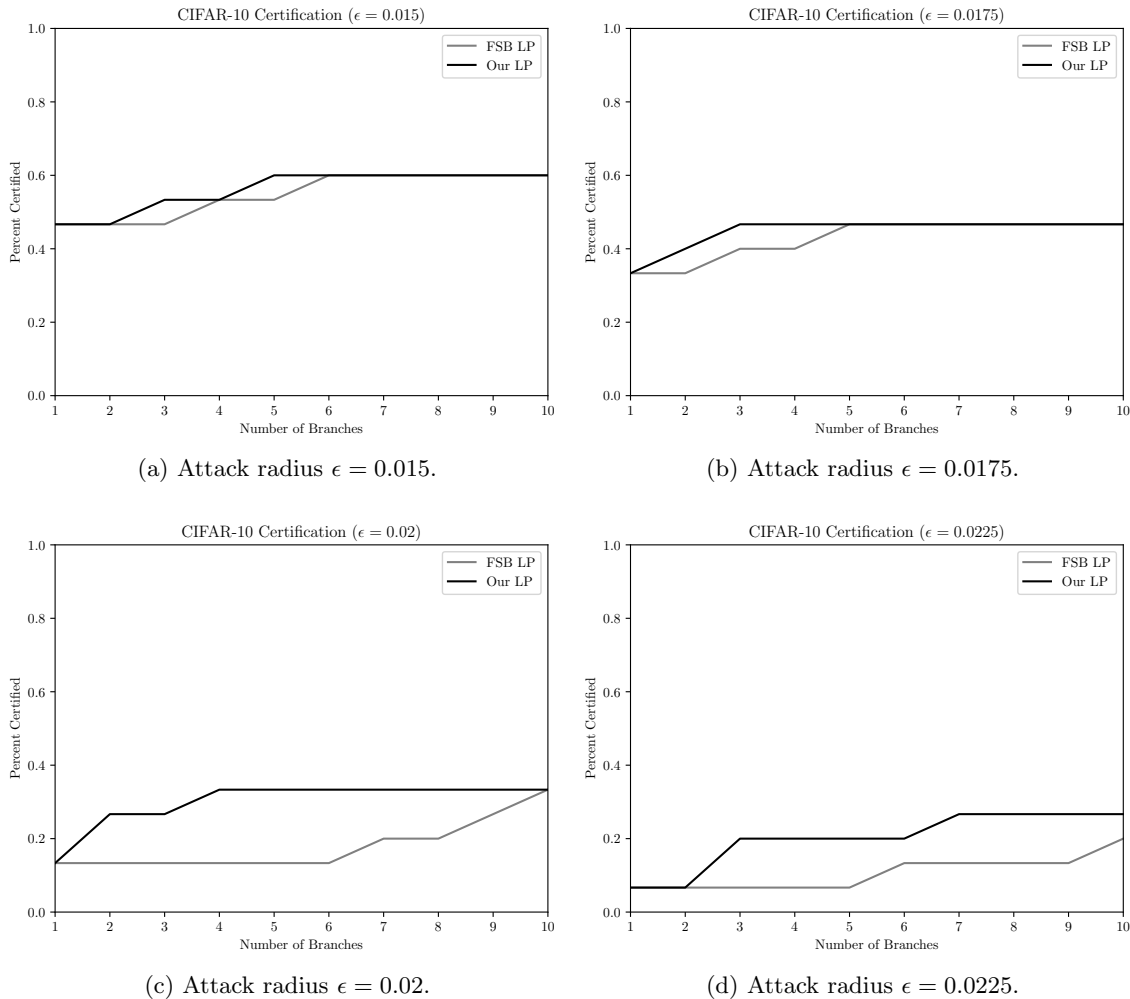 CIFAR-10 Certification (ϵ = 0.015)
1.0
0.8
0.6
0.4
0.2
0.0
Percent Certified
1 2 3 4 5 6 7 8 9 10
Number of Branches
FSB LP
Our LP
(a) Attack radius ϵ = 0.015.
CIFAR-10 Certification (ϵ = 0.0175)
1.0
0.8
0.6
0.4
0.2
0.0
Percent Certified
1 2 3 4 5 6 7 8 9 10
Number of Branches
FSB LP
Our LP
(b) Attack radius ϵ = 0.0175.
CIFAR-10 Certification (ϵ = 0.02)
1.0
0.8
0.6
0.4
0.2
0.0
Percent Certified
1 2 3 4 5 6 7 8 9 10
Number of Branches
FSB LP
Our LP
(c) Attack radius ϵ = 0.02.
CIFAR-10 Certification (ϵ = 0.0225)
1.0
0.8
0.6
0.4
0.2
0.0
Percent Certified
1 2 3 4 5 6 7 8 9 10
Number of Branches
FSB LP
Our LP
(d) Attack radius ϵ = 0.0225.